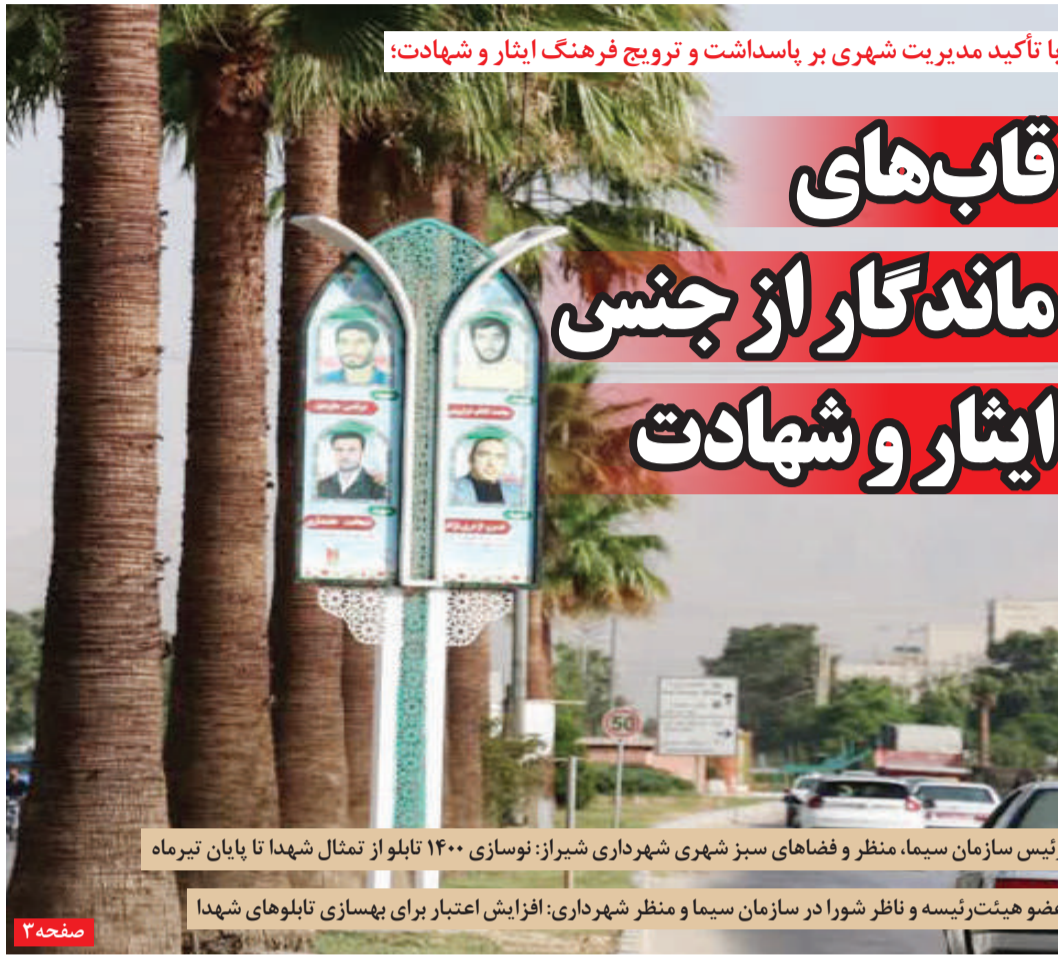 با تأکید مدیریت شهری بر پاسداشت و ترویج فرهنگ ایثار و شهادت؛
قاب‌های
ماندگار از جنس
ایثار و شهادت
50
رئیس سازمان سیما، منظر و فضاهای سبز شهری شهرداری شیراز: نوسازی ۱۴۰۰ تابلو از تمثال شهدا تا پایان تیرماه
عضو هیئت‌رئیسه و ناظر شورا در سازمان سیما و منظر شهرداری: افزایش اعتبار برای بهسازی تابلوهای شهدا
صفحه۳